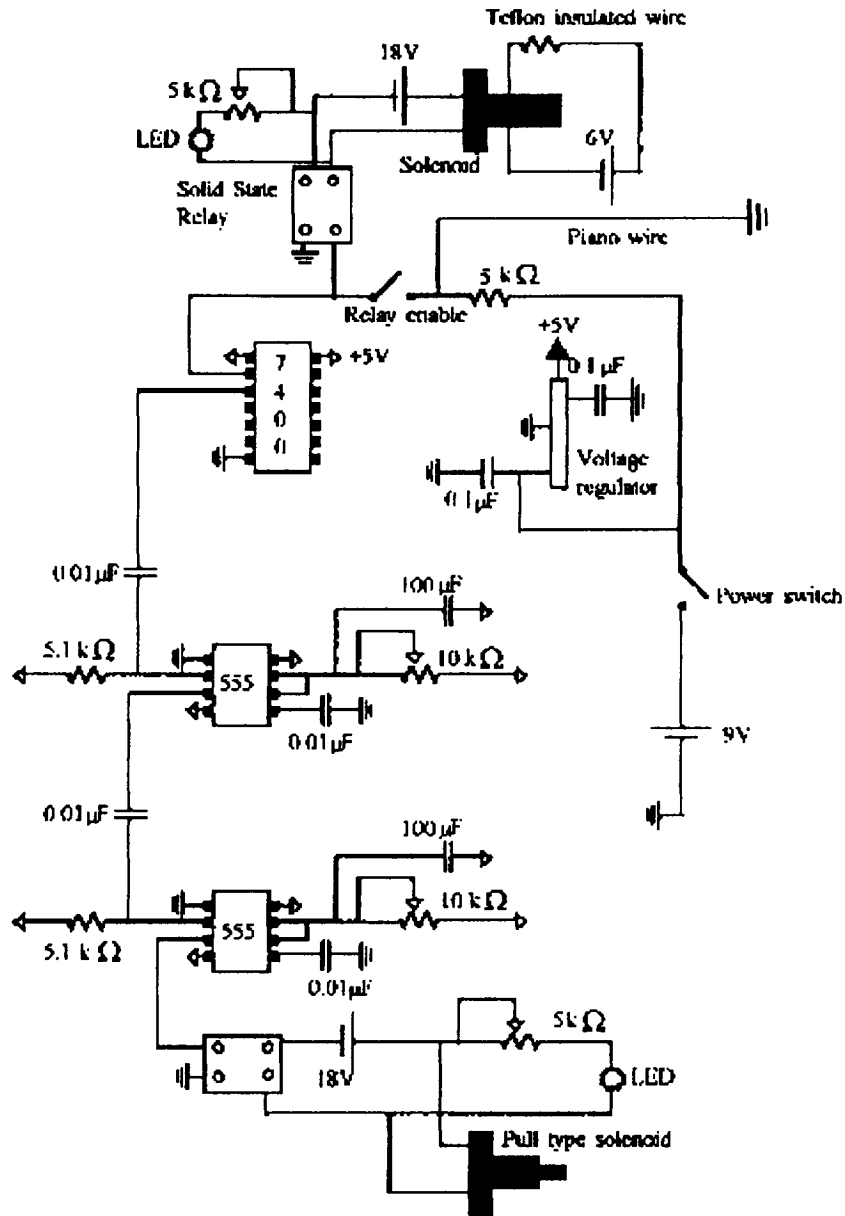 Teflon insulated wire
18V
5 kΩ
LED
6V
Solenoid
Solid State
Relay
Piano wire
5 kΩ
Relay enable
+5V
7
4
0
0
+5V
0.1 µF
Voltage
regulator
0.1 µF
0.01 µF
100 µF
Power switch
5.1 kΩ
555
10 kΩ
0.01 µF
9V
0.01 µF
100 µF
10 kΩ
5.1 k Ω
555
0.01 µF
18V
5k Ω
LED
Pull type solenoid